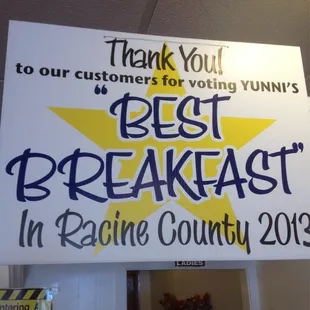 Thank You!
to our customers for voting YUNNI'S
"BEST
BREAKFAST"
In Racine County 2013
LADIES